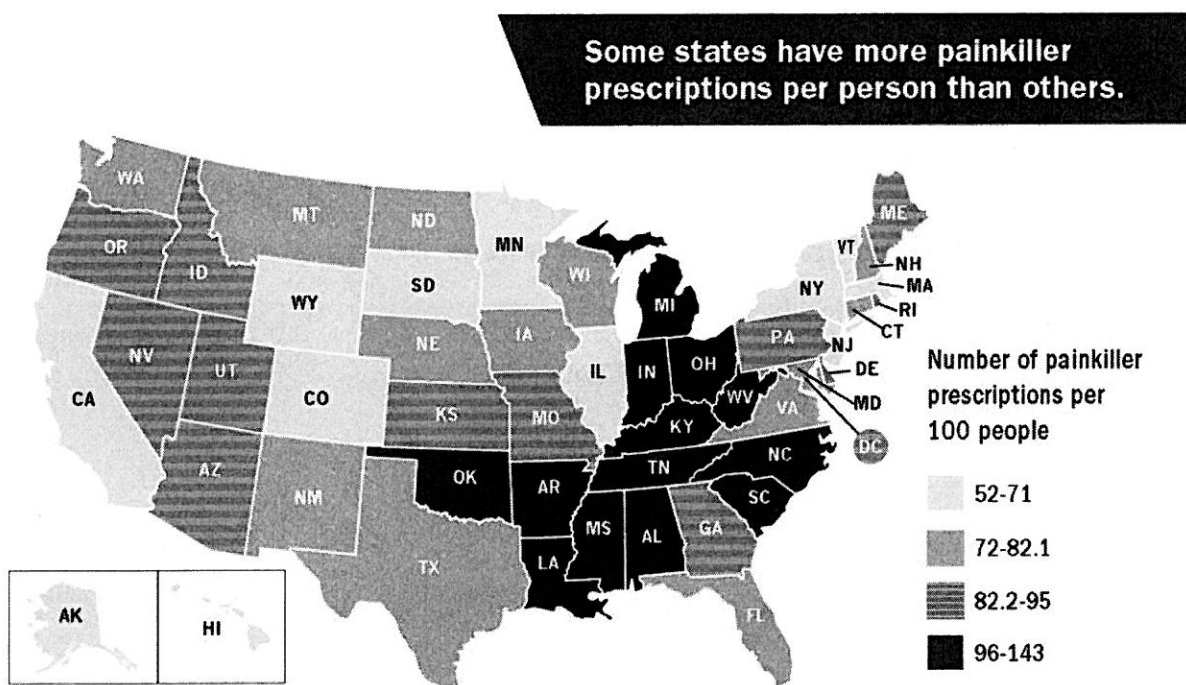 Some states have more painkiller
prescriptions per person than others.
WA
MT
ND
MN
OR
ID
WY
SD
WI
MI
NY
VT
ME
NH
MA
RI
CT
NJ
PA
DE
MD
DC
NV
UT
CO
NE
IA
IL
IN
OH
WV
VA
CA
AZ
NM
KS
MO
KY
TN
NC
SC
OK
AR
MS
AL
GA
LA
TX
FL
AK
HI
Number of painkiller
prescriptions per
100 people
52-71
72-82.1
82.2-95
96-143